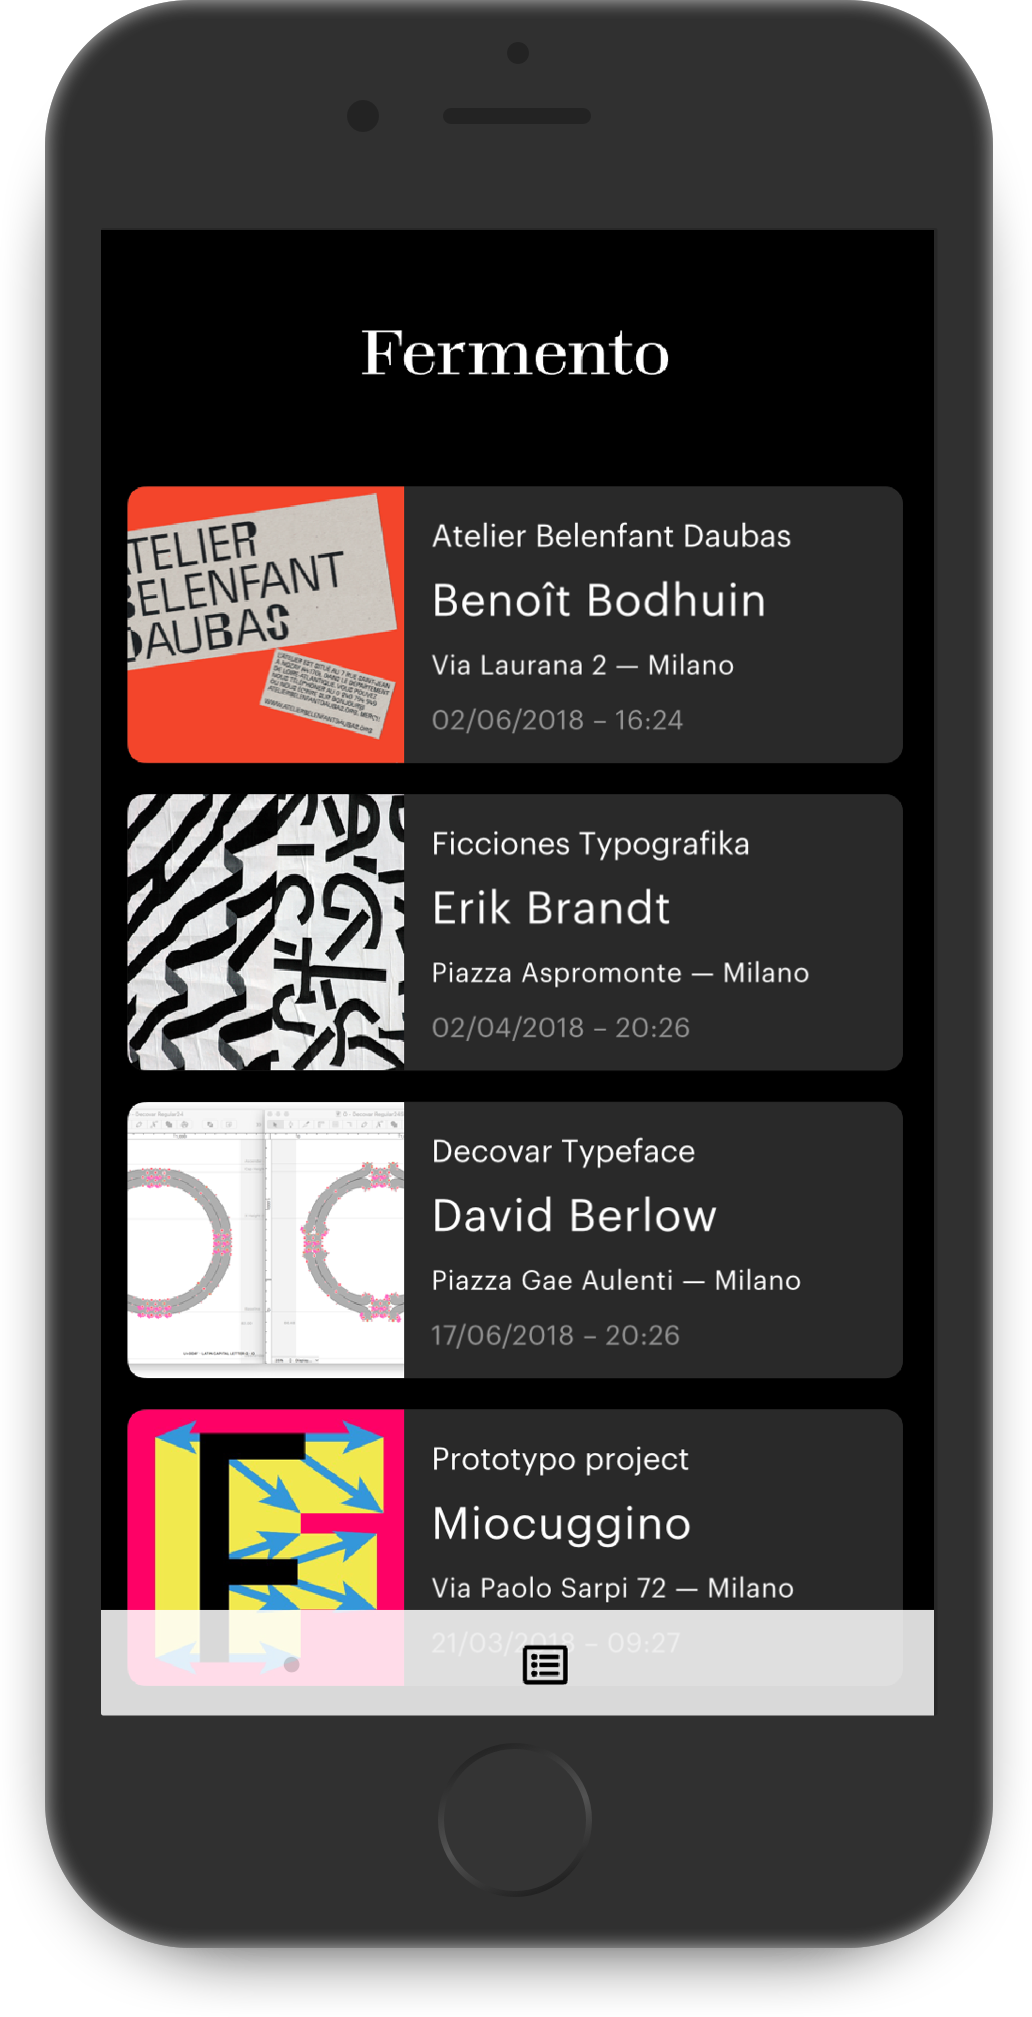 Fermento
ATELIER
BELENFANT
DAUBAS
Atelier Belenfant Daubas
Benoît Bodhuin
Via Laurana 2 — Milano
02/06/2018 – 16:24
Ficciones Typografika
Erik Brandt
Piazza Aspromonte — Milano
02/04/2018 – 20:26
Decovar Typeface
David Berlow
Piazza Gae Aulenti — Milano
17/06/2018 – 20:26
Prototypo project
Miocuggino
Via Paolo Sarpi 72 — Milano
21/03/2018 – 09:27